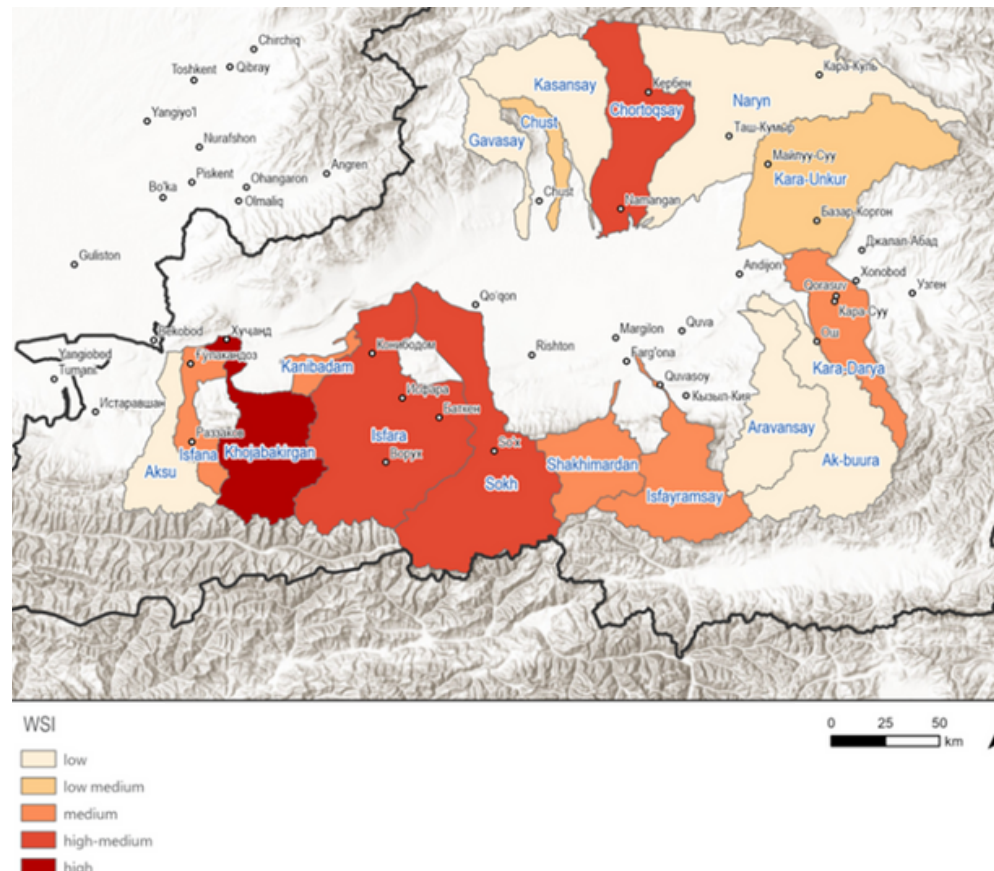 Chirchiq
Toshkent
Qibray
Кара-Куль
Kasansay
Кербен
Yangiyo'l
Chortoqsay
Naryn
Chust
Gavasay
Таш-Кумыр
Nurafshon
Майлуу-Суу
Angren
Piskent
Ohangaron
Kara-Unkur
Bo'ka
Olmaliq
Chust
Namangan
Базар-Коргон
Джалал-Абад
Guliston
Andijon
Xonobod
Qorasuv
Узген
Кара-Суу
Qo'qon
Bekobod
Хучанд
Margilon
Quva
Ош
Yangiobod
Tumani
Ғулакандоз
Конибодом
Rishton
Farg'ona
Kanibadam
Kara-Darya
Исфара
Quvasoy
Кызыл-Кия
Истаравшан
Баткен
Раззаков
Isfara
Aravansay
Isfana
Khojabakirgan
So'x
Ворух
Shakhimardan
Ak-buura
Aksu
Sokh
Isfayramsay
WSI
0 25 50
km
low
low medium
medium
high-medium
high